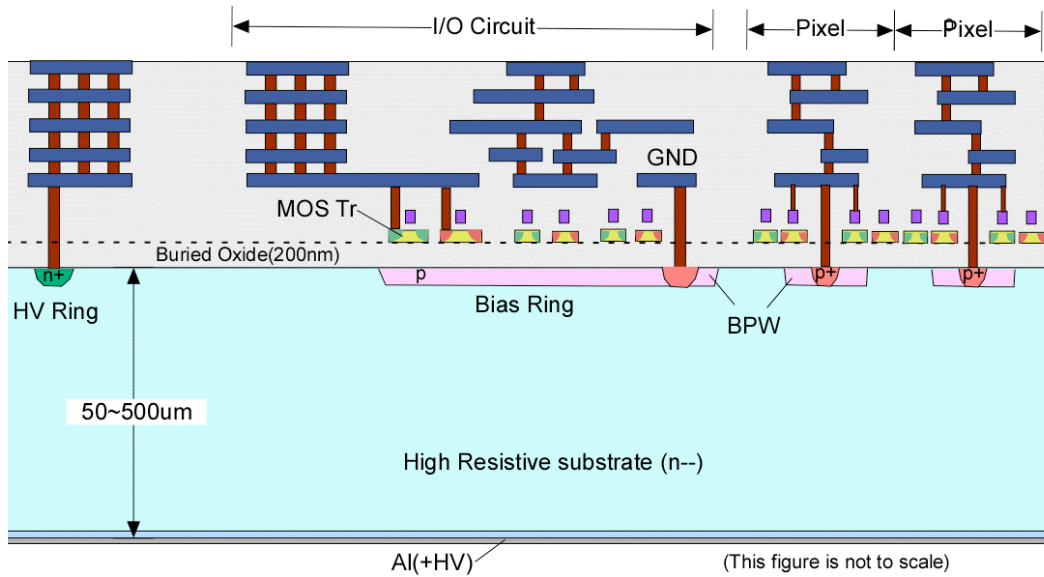 I/O Circuit
Pixel
Pixel
p
GND
MOS Tr
Buried Oxide(200nm)
n+
p
p+
p+
HV Ring
Bias Ring
BPW
50~500um
High Resistive substrate (n--)
Al(+HV)
(This figure is not to scale)